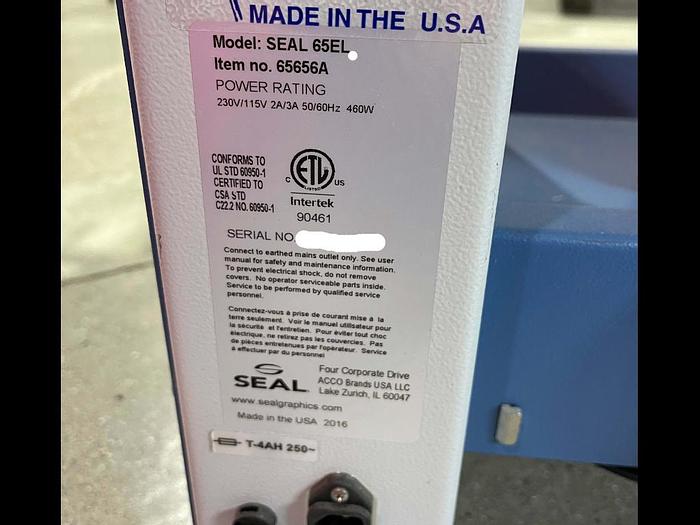 MADE IN THE U.S.A
Model: SEAL 65EL
Item no. 65656A
POWER RATING
230V/115V 2A/3A 50/60Hz 460W
CONFORMS TO
UL STD 60950-1
CERTIFIED TO
CSA STD
C22.2 NO. 60950-1
C ETL US
LISTED
Intertek
90461
SERIAL NO
Connect to earthed mains outlet only. See user
manual for safety and maintenance information.
To prevent electrical shock, do not remove
covers. No operator serviceable parts inside.
Service to be performed by qualified service
personnel.
Connectez-vous à prise de courant mise à la
terre seulement. Voir le manuel utilisateur pour
la sécurité et l'entretien. Pour éviter tout choc
électrique, ne retirez pas les couvercles. Pas
de pièces entretenues par l'opérateur. Service
à effectuer par du personnel
SEAL
Four Corporate Drive
ACCO Brands USA LLC
Lake Zurich, IL 60047
www.sealgraphics.com
Made in the USA 2016
T-4AH 250~